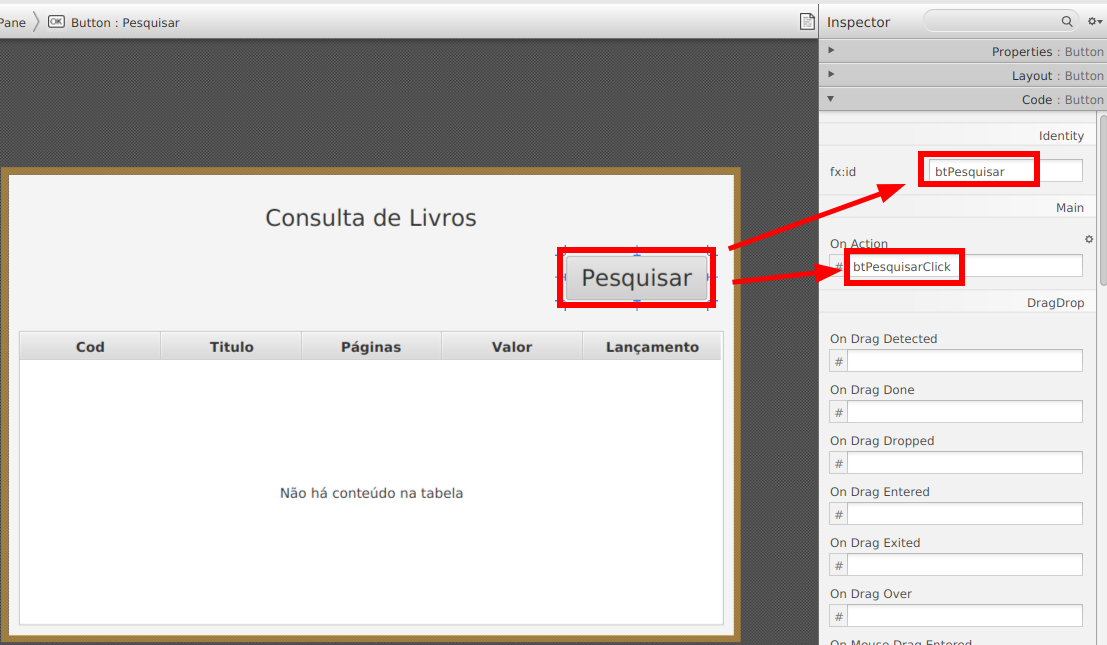 Pane
OK Button : Pesquisar
Inspector
Properties : Button
Layout : Button
Code : Button
Identity
fx:id
btPesquisar
Main
On Action
# btPesquisarClick
DragDrop
On Drag Detected
#
On Drag Done
#
On Drag Dropped
#
On Drag Entered
#
On Drag Exited
#
On Drag Over
#
On Mouse Drag Entered
Consulta de Livros
Pesquisar
Cod Titulo Páginas Valor Lançamento
Não há conteúdo na tabela